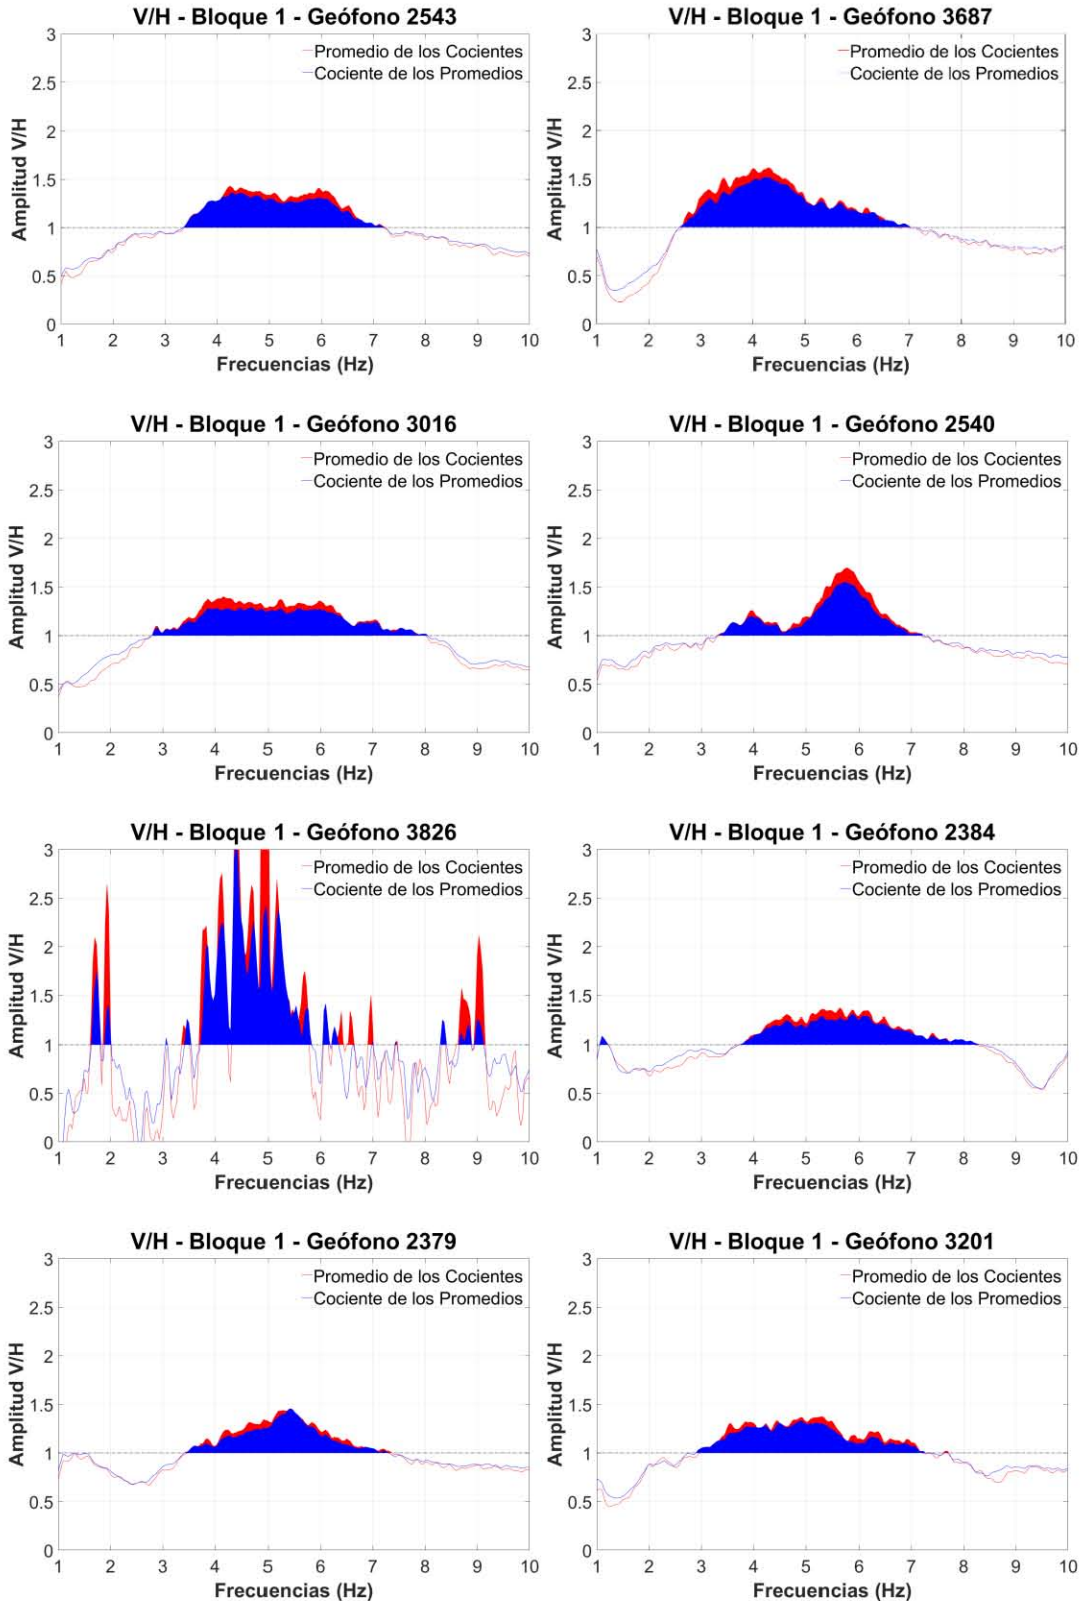 V/H - Bloque 1 - Geófono 2543
Promedio de los Cocientes
Cociente de los Promedios
Amplitud V/H
3
2.5
2
1.5
1
0.5
0
1 2 3 4 5 6 7 8 9 10
Frecuencias (Hz)
V/H - Bloque 1 - Geófono 3687
Promedio de los Cocientes
Cociente de los Promedios
Amplitud V/H
3
2.5
2
1.5
1
0.5
0
1 2 3 4 5 6 7 8 9 10
Frecuencias (Hz)
V/H - Bloque 1 - Geófono 3016
Promedio de los Cocientes
Cociente de los Promedios
Amplitud V/H
3
2.5
2
1.5
1
0.5
0
1 2 3 4 5 6 7 8 9 10
Frecuencias (Hz)
V/H - Bloque 1 - Geófono 2540
Promedio de los Cocientes
Cociente de los Promedios
Amplitud V/H
3
2.5
2
1.5
1
0.5
0
1 2 3 4 5 6 7 8 9 10
Frecuencias (Hz)
V/H - Bloque 1 - Geófono 3826
Promedio de los Cocientes
Cociente de los Promedios
Amplitud V/H
3
2.5
2
1.5
1
0.5
0
1 2 3 4 5 6 7 8 9 10
Frecuencias (Hz)
V/H - Bloque 1 - Geófono 2384
Promedio de los Cocientes
Cociente de los Promedios
Amplitud V/H
3
2.5
2
1.5
1
0.5
0
1 2 3 4 5 6 7 8 9 10
Frecuencias (Hz)
V/H - Bloque 1 - Geófono 2379
Promedio de los Cocientes
Cociente de los Promedios
Amplitud V/H
3
2.5
2
1.5
1
0.5
0
1 2 3 4 5 6 7 8 9 10
Frecuencias (Hz)
V/H - Bloque 1 - Geófono 3201
Promedio de los Cocientes
Cociente de los Promedios
Amplitud V/H
3
2.5
2
1.5
1
0.5
0
1 2 3 4 5 6 7 8 9 10
Frecuencias (Hz)